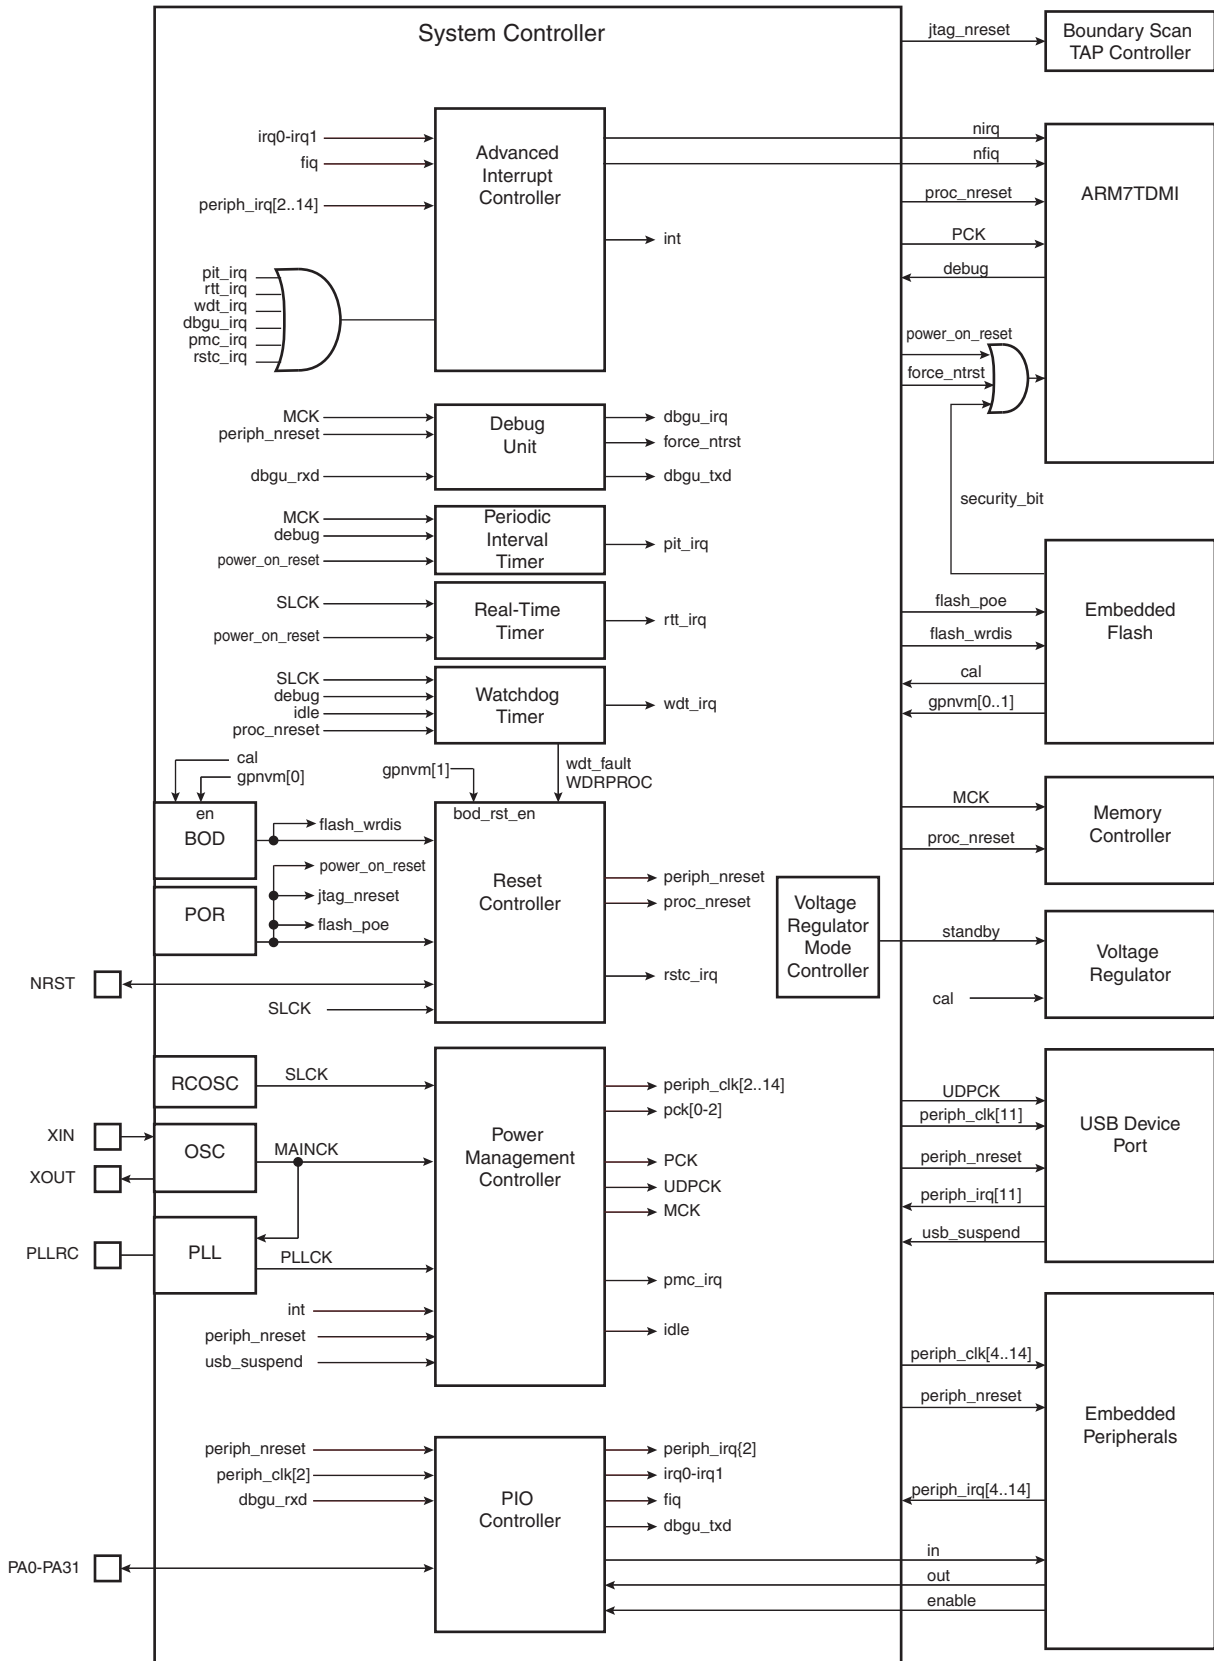 System Controller
jtag_nreset
Boundary Scan
TAP Controller
irq0-irq1
fiq
periph_irq[2..14]
pit_irq
rtt_irq
wdt_irq
dbgu_irq
pmc_irq
rstc_irq
Advanced
Interrupt
Controller
int
nirq
nfiq
proc_nreset
PCK
debug
power_on_reset
force_ntrst
ARM7TDMI
security_bit
MCK
periph_nreset
dbgu_rxd
Debug
Unit
dbgu_irq
force_ntrst
dbgu_txd
MCK
debug
power_on_reset
Periodic
Interval
Timer
pit_irq
SLCK
power_on_reset
Real-Time
Timer
rtt_irq
flash_poe
flash_wrdis
cal
gpnvm[0..1]
Embedded
Flash
SLCK
debug
idle
proc_nreset
Watchdog
Timer
wdt_irq
cal
gpnvm[0]
gpnvm[1]
wdt_fault
WDRPROC
en
BOD
flash_wrdis
bod_rst_en
POR
power_on_reset
jtag_nreset
flash_poe
Reset
Controller
periph_nreset
proc_nreset
rstc_irq
NRST
SLCK
MCK
proc_nreset
Memory
Controller
Voltage
Regulator
Mode
Controller
standby
cal
Voltage
Regulator
RCOSC
SLCK
XIN
XOUT
OSC
MAINCK
PLLRC
PLL
PLLCK
int
periph_nreset
usb_suspend
Power
Management
Controller
periph_clk[2..14]
pck[0-2]
PCK
UDPCK
MCK
pmc_irq
idle
UDPCK
periph_clk[11]
periph_nreset
periph_irq[11]
usb_suspend
USB Device
Port
periph_clk[4..14]
periph_nreset
periph_irq[4..14]
in
out
enable
Embedded
Peripherals
periph_nreset
periph_clk[2]
dbgu_rxd
PIO
Controller
periph_irq{2]
irq0-irq1
fiq
dbgu_txd
PA0-PA31